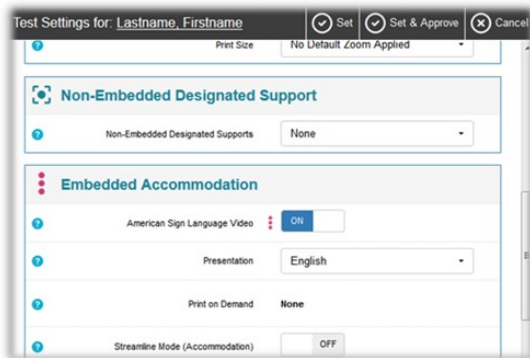 Test Settings for: Lastname, Firstname Set Set & Approve Cancel
Print Size No Default Zoom Applied
Non-Embedded Designated Support
Non-Embedded Designated Supports None
Embedded Accommodation
American Sign Language Video ON
Presentation English
Print on Demand None
Streamline Mode (Accommodation) OFF